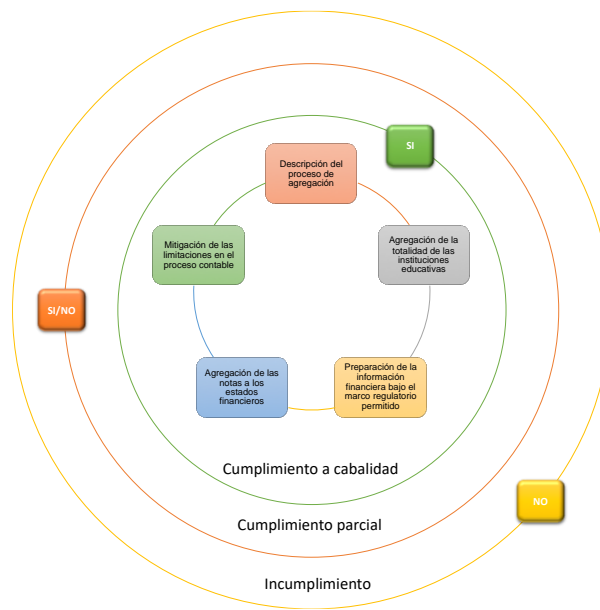 SI
Descripción del
proceso de
agregación
Mitigación de las
limitaciones en el
proceso contable
Agregación de la
totalidad de las
instituciones
educativas
SI/NO
Agregación de las
notas a los
estados
financieros
Preparación de la
información
financiera bajo el
marco regulatorio
permitido
Cumplimiento a cabalidad
NO
Cumplimiento parcial
Incumplimiento